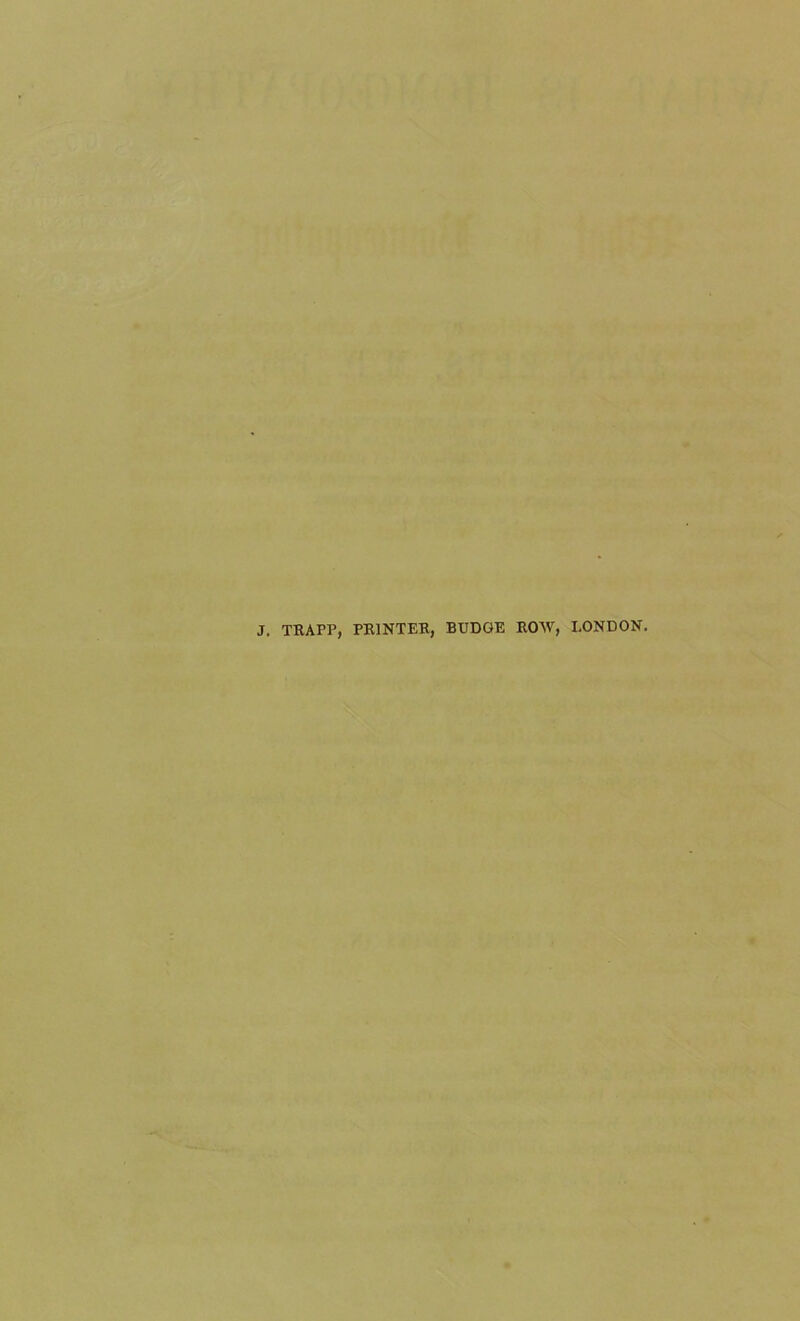 J. TRAPP, PRINTER, BUDGE ROW, LONDON.